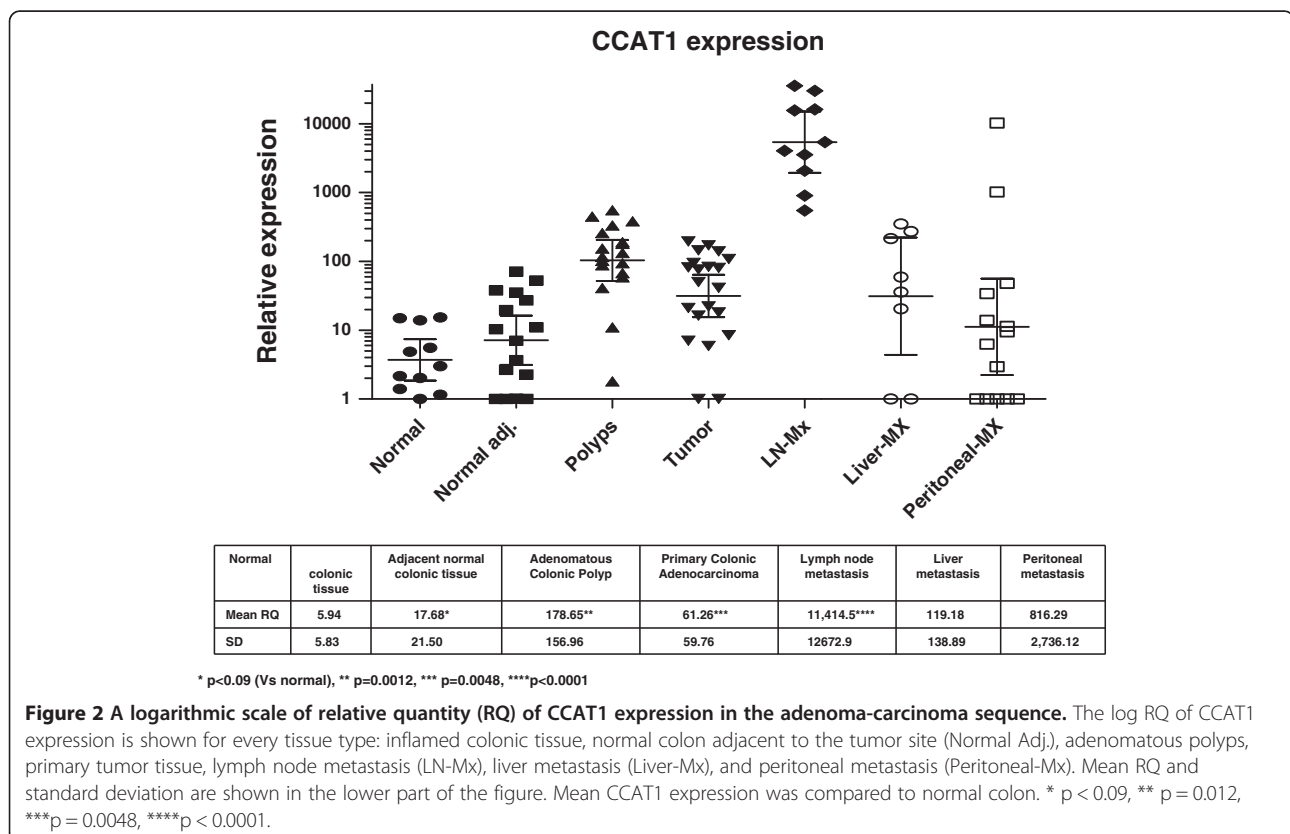 CCAT1 expression
Relative expression
10000
1000
100
10
1
Normal
Normal adj.
Polyps
Tumor
LN-Mx
Liver-MX
Peritoneal-MX
Normal colonic tissue Adjacent normal colonic tissue Adenomatous Colonic Polyp Primary Colonic Adenocarcinoma Lymph node metastasis Liver metastasis Peritoneal metastasis
Mean RQ 5.94 17.68* 178.65** 61.26*** 11,414.5**** 119.18 816.29
SD 5.83 21.50 156.96 59.76 12672.9 138.89 2,736.12
* p<0.09 (Vs normal), ** p=0.0012, *** p=0.0048, ****p<0.0001
Figure 2 A logarithmic scale of relative quantity (RQ) of CCAT1 expression in the adenoma-carcinoma sequence. The log RQ of CCAT1
expression is shown for every tissue type: inflamed colonic tissue, normal colon adjacent to the tumor site (Normal Adj.), adenomatous polyps,
primary tumor tissue, lymph node metastasis (LN-Mx), liver metastasis (Liver-Mx), and peritoneal metastasis (Peritoneal-Mx). Mean RQ and
standard deviation are shown in the lower part of the figure. Mean CCAT1 expression was compared to normal colon. * p < 0.09, ** p = 0.012,
***p = 0.0048, ****p < 0.0001.